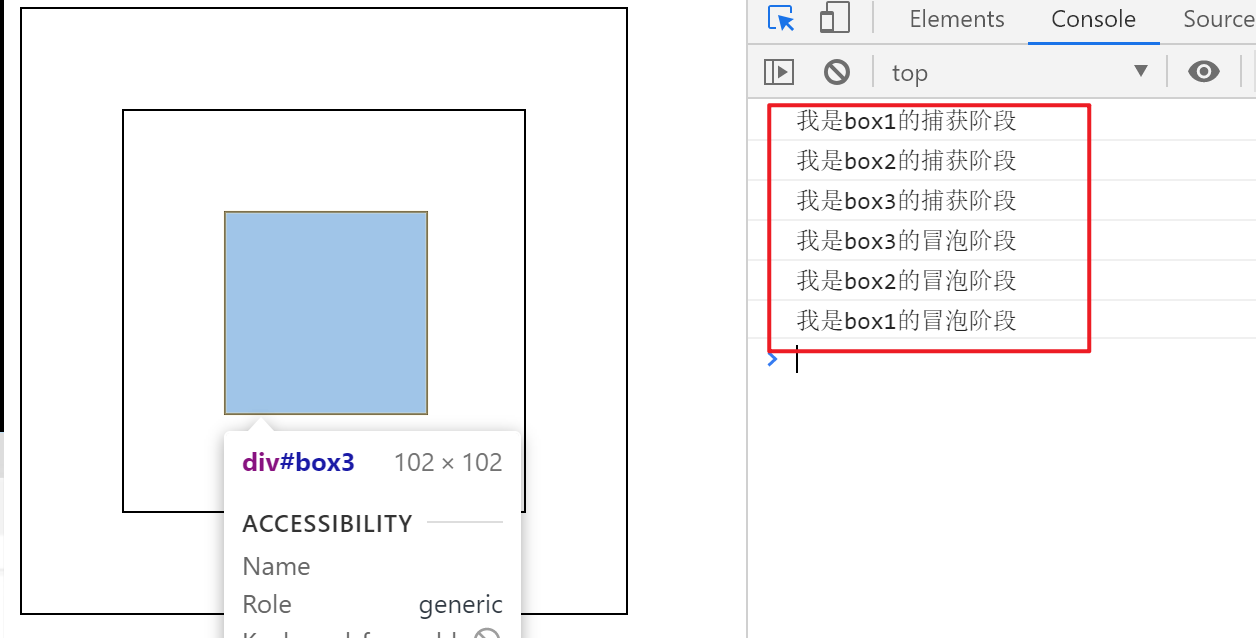 Elements Console Source
top
我是box1的捕获阶段
我是box2的捕获阶段
我是box3的捕获阶段
我是box3的冒泡阶段
我是box2的冒泡阶段
我是box1的冒泡阶段
div#box3 102 × 102
ACCESSIBILITY
Name
Role generic